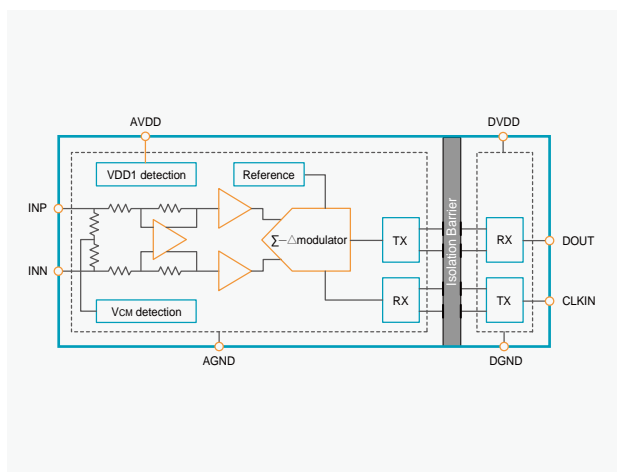 AVDD
DVDD
VDD1 detection
Reference
INP
INN
∑−△modulator
TX
RX
Isolation Barrier
RX
TX
DOUT
CLKIN
VCM detection
AGND
DGND